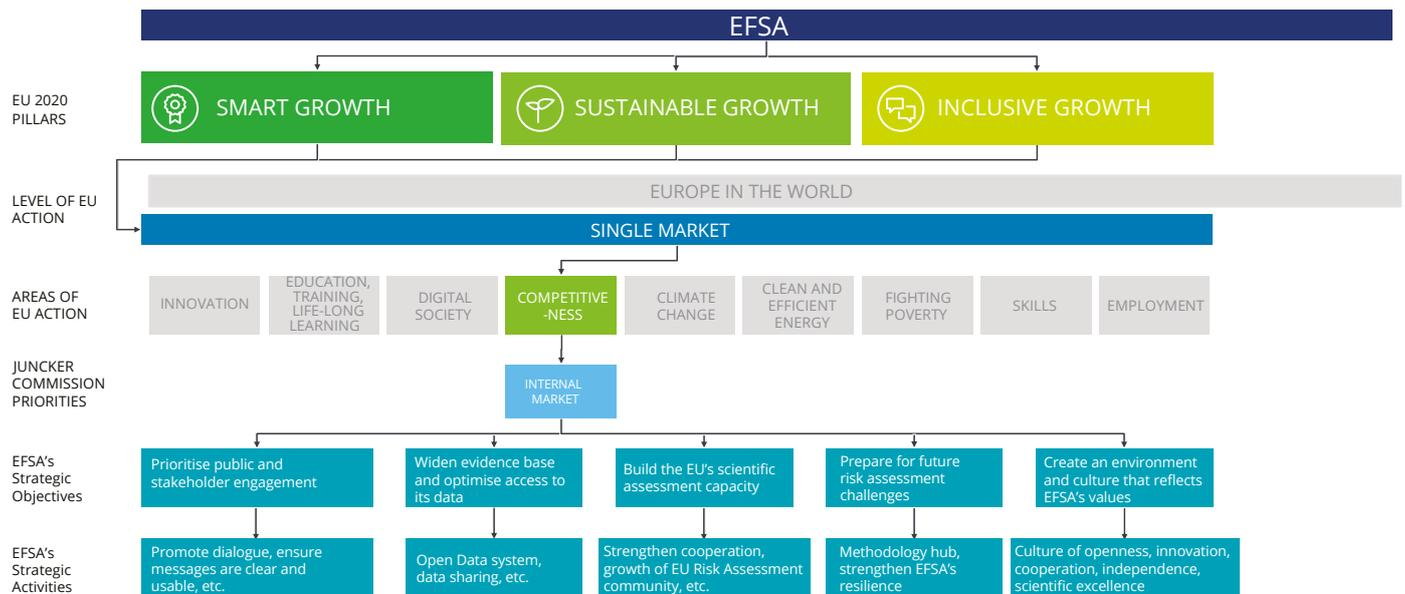 EFSA
EU 2020
PILLARS
SMART GROWTH
SUSTAINABLE GROWTH
INCLUSIVE GROWTH
LEVEL OF EU
ACTION
EUROPE IN THE WORLD
SINGLE MARKET
AREAS OF
EU ACTION
INNOVATION
EDUCATION,
TRAINING,
LIFE-LONG
LEARNING
DIGITAL
SOCIETY
COMPETITIVE
-NESS
CLIMATE
CHANGE
CLEAN AND
EFFICIENT
ENERGY
FIGHTING
POVERTY
SKILLS
EMPLOYMENT
JUNCKER
COMMISSION
PRIORITIES
INTERNAL
MARKET
EFSA’s
Strategic
Objectives
Prioritise public and
stakeholder engagement
Widen evidence base
and optimise access to
its data
Build the EU’s scientific
assessment capacity
Prepare for future
risk assessment
challenges
Create an environment
and culture that reflects
EFSA’s values
EFSA’s
Strategic
Activities
Promote dialogue, ensure
messages are clear and
usable, etc.
Open Data system,
data sharing, etc.
Strengthen cooperation,
growth of EU Risk Assessment
community, etc.
Methodology hub,
strengthen EFSA’s
resilience
Culture of openness, innovation,
cooperation, independence,
scientific excellence